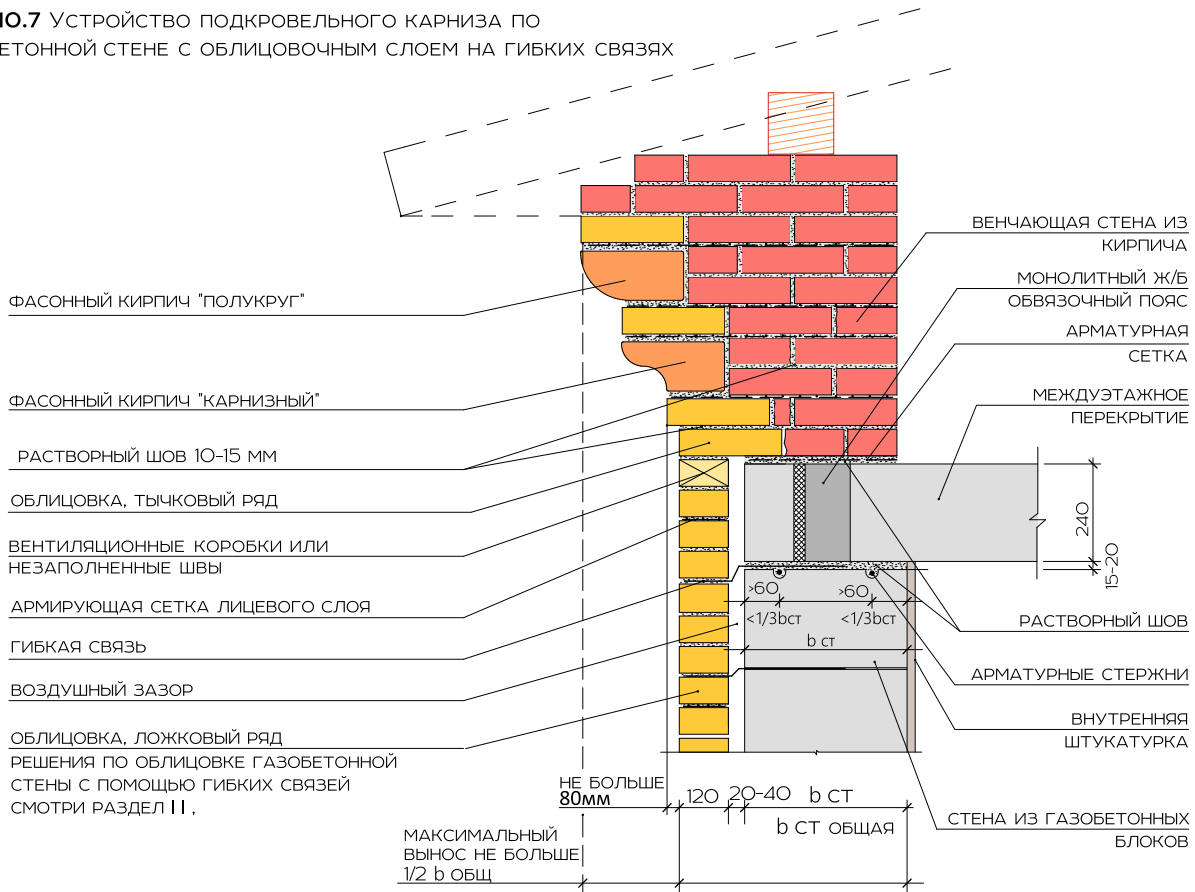 10.7 УСТРОЙСТВО ПОДКРОВЕЛЬНОГО КАРНИЗА ПО
ЕТОННОЙ СТЕНЕ С ОБЛИЦОВОЧНЫМ СЛОЕМ НА ГИБКИХ СВЯЗЯХ
ФАСОННЫЙ КИРПИЧ "ПОЛУКРУГ"
ФАСОННЫЙ КИРПИЧ "КАРНИЗНЫЙ"
РАСТВОРНЫЙ ШОВ 10-15 ММ
ОБЛИЦОВКА, ТЫЧКОВЫЙ РЯД
ВЕНТИЛЯЦИОННЫЕ КОРОБКИ ИЛИ
НЕЗАПОЛНЕННЫЕ ШВЫ
АРМИРУЮЩАЯ СЕТКА ЛИЦЕВОГО СЛОЯ
ГИБКАЯ СВЯЗЬ
ВОЗДУШНЫЙ ЗАЗОР
ОБЛИЦОВКА, ЛОЖКОВЫЙ РЯД
РЕШЕНИЯ ПО ОБЛИЦОВКЕ ГАЗОБЕТОННОЙ
СТЕНЫ С ПОМОЩЬЮ ГИБКИХ СВЯЗЕЙ
СМОТРИ РАЗДЕЛ II ,
ВЕНЧАЮЩАЯ СТЕНА ИЗ
КИРПИЧА
МОНОЛИТНЫЙ Ж/Б
ОБВЯЗОЧНЫЙ ПОЯС
АРМАТУРНАЯ
СЕТКА
МЕЖДУЭТАЖНОЕ
ПЕРЕКРЫТИЕ
240
15-20
>60 >60
<1/3bст <1/3bст
b ст
РАСТВОРНЫЙ ШОВ
АРМАТУРНЫЕ СТЕРЖНИ
ВНУТРЕННЯЯ
ШТУКАТУРКА
СТЕНА ИЗ ГАЗОБЕТОННЫХ
БЛОКОВ
НЕ БОЛЬШЕ
80мм 120 20-40 b СТ
b СТ ОБЩАЯ
МАКСИМАЛЬНЫЙ
ВЫНОС НЕ БОЛЬШЕ
1/2 b ОБЩ